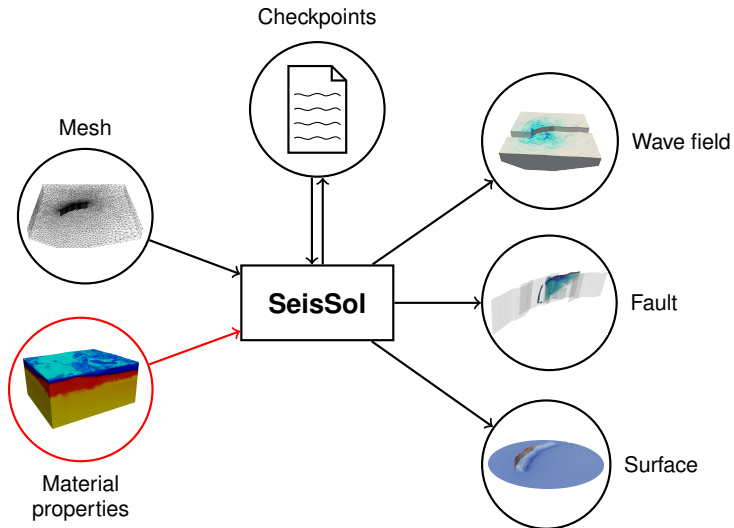 Checkpoints
Mesh
Wave field
SeisSol
Fault
Material
properties
Surface